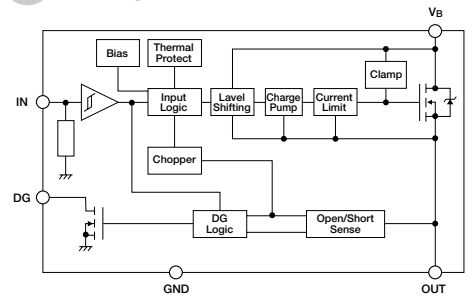 VB
Bias
Thermal
Protect
Clamp
IN
Input
Logic
Lavel
Shifting
Charge
Pump
Current
Limit
Chopper
DG
DG
Logic
Open/Short
Sense
GND
OUT